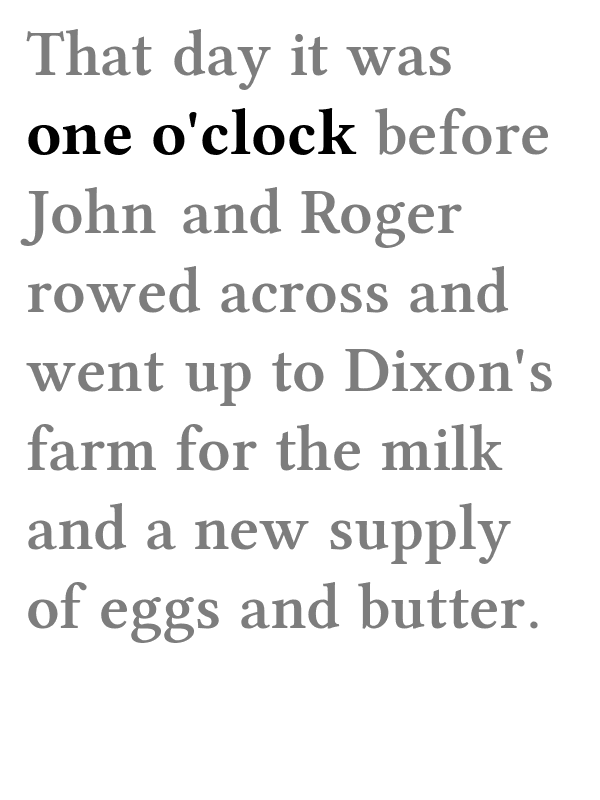 That day it was
one o'clock before
John and Roger
rowed across and
went up to Dixon's
farm for the milk
and a new supply
of eggs and butter.